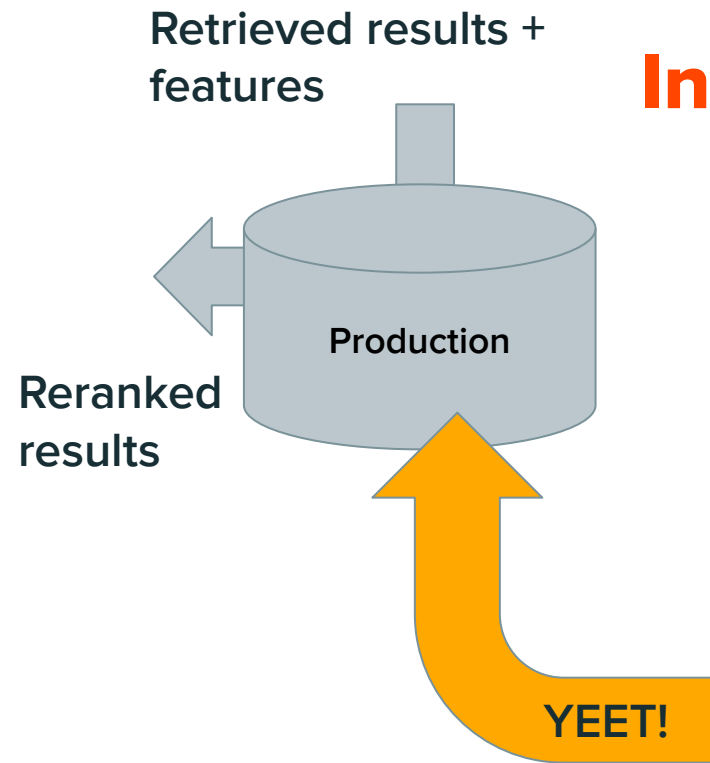 Retrieved results +
features
In
Production
Reranked
results
YEET!